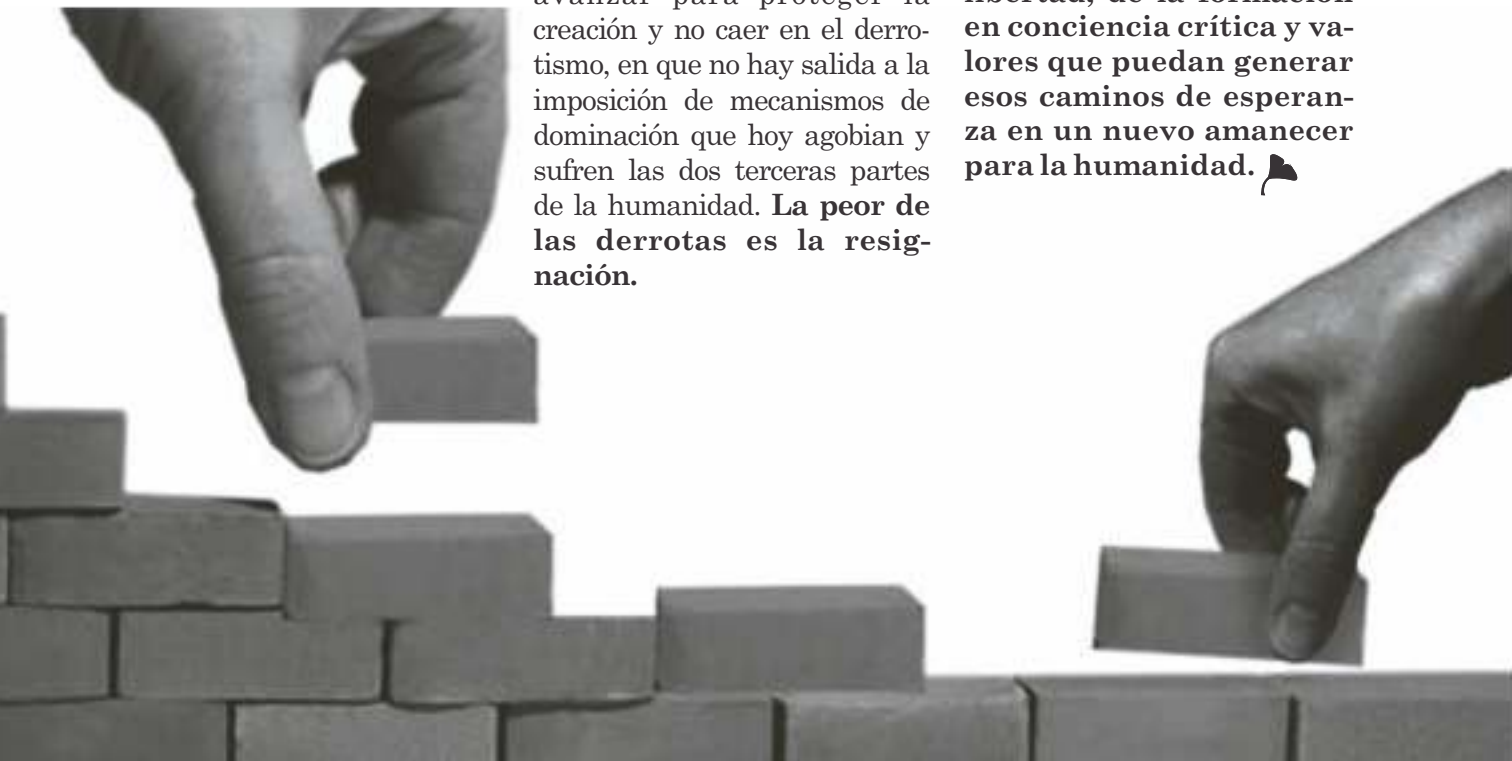 avanzar para proteger la
creación y no caer en el derro-
tismo, en que no hay salida a la
imposición de mecanismos de
dominación que hoy agobian y
sufren las dos terceras partes
de la humanidad. La peor de
las derrotas es la resig-
nación.
libertad, de la formación
en conciencia crítica y va-
lores que puedan generar
esos caminos de esperan-
za en un nuevo amanecer
para la humanidad.